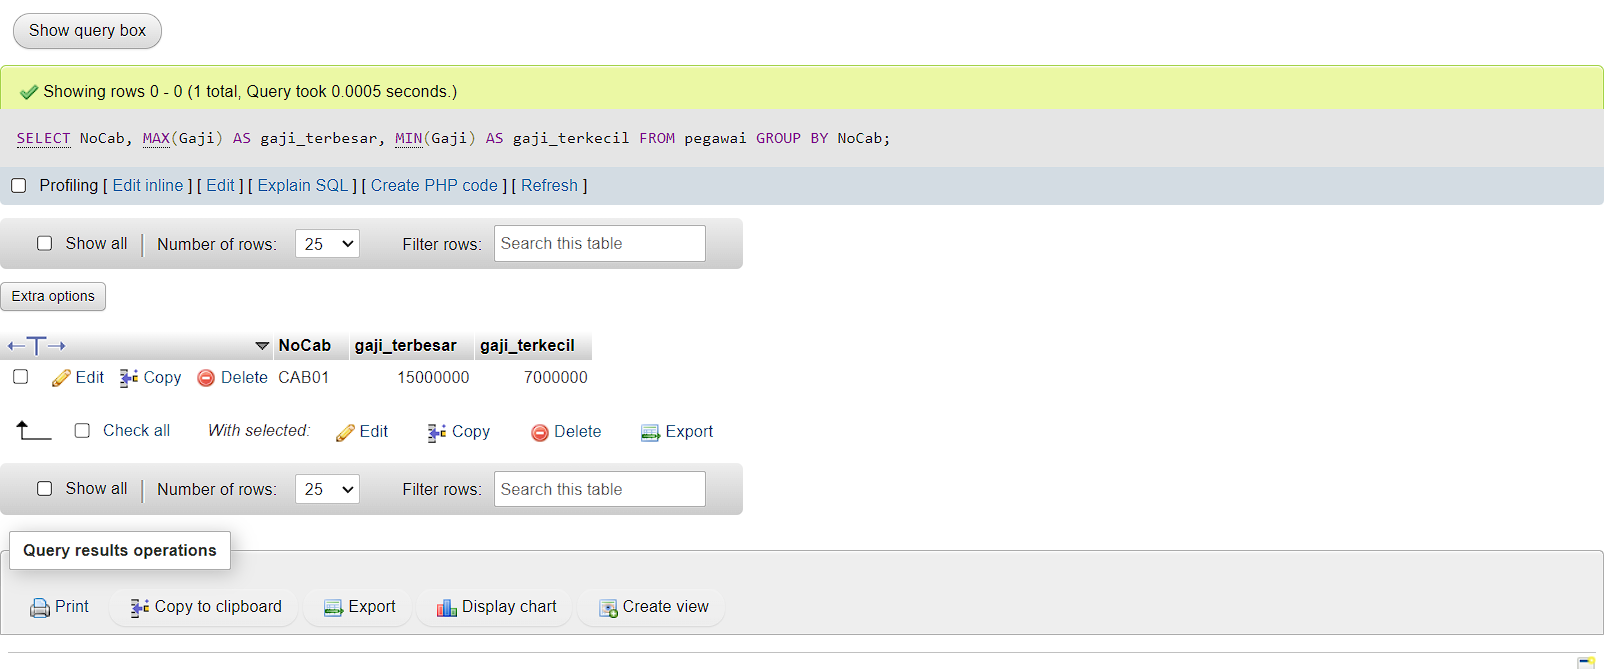 Show query box
Showing rows 0 - 0 (1 total, Query took 0.0005 seconds.)
SELECT NoCab, MAX(Gaji) AS gaji_terbesar, MIN(Gaji) AS gaji_terkecil FROM pegawai GROUP BY NoCab;
Profiling [ Edit inline ] [ Edit ] [ Explain SQL ] [ Create PHP code ] [ Refresh ]
Show all Number of rows: 25 Filter rows: Search this table
Extra options
NoCab gaji_terbesar gaji_terkecil
Edit Copy Delete CAB01 15000000 7000000
Check all With selected: Edit Copy Delete Export
Show all Number of rows: 25 Filter rows: Search this table
Query results operations
Print Copy to clipboard Export Display chart Create view